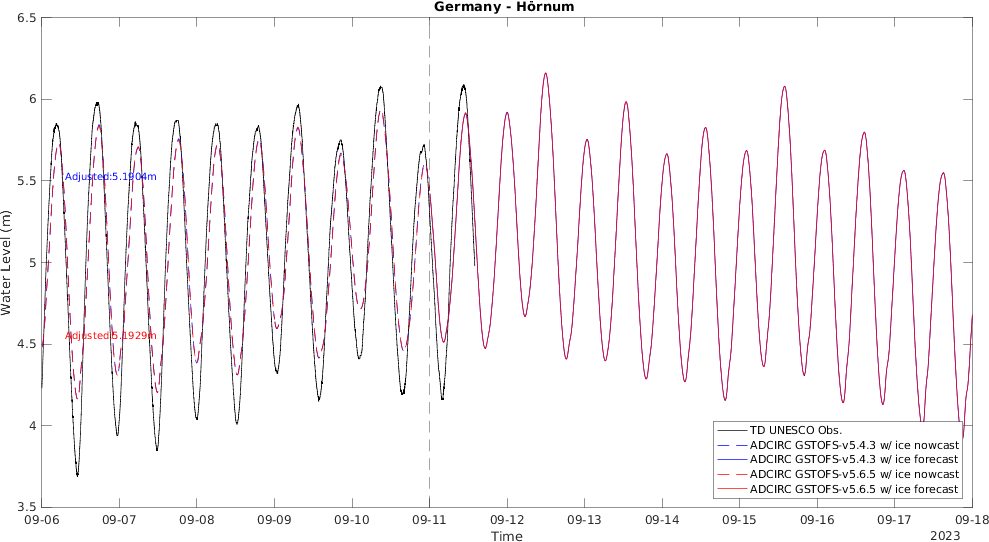 Germany - Hörnum
6.5
6
5.5
5
4.5
4
3.5
Water Level (m)
Adjusted:5.1904m
Adjusted:5.1929m
TD UNESCO Obs.
ADCIRC GSTOFS-v5.4.3 w/ ice nowcast
ADCIRC GSTOFS-v5.4.3 w/ ice forecast
ADCIRC GSTOFS-v5.6.5 w/ ice nowcast
ADCIRC GSTOFS-v5.6.5 w/ ice forecast
09-06 09-07 09-08 09-09 09-10 09-11 09-12 09-13 09-14 09-15 09-16 09-17 09-18
Time
2023